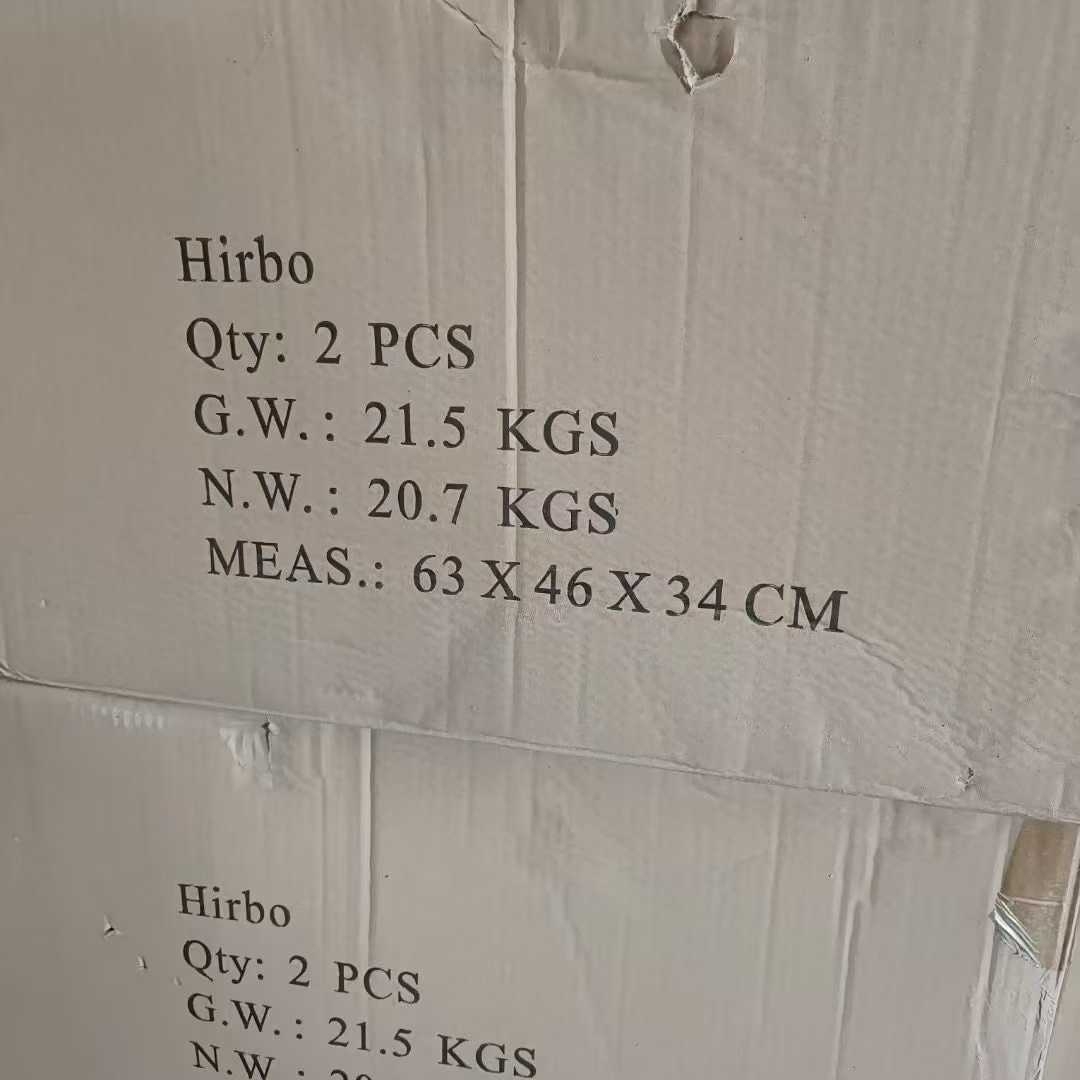 Hirbo
Qty: 2 PCS
G.W.: 21.5 KGS
N.W.: 20.7 KGS
MEAS.: 63 X 46 X 34 CM
Hirbo
Qty: 2 PCS
G.W.: 21.5 KGS
N.W.: